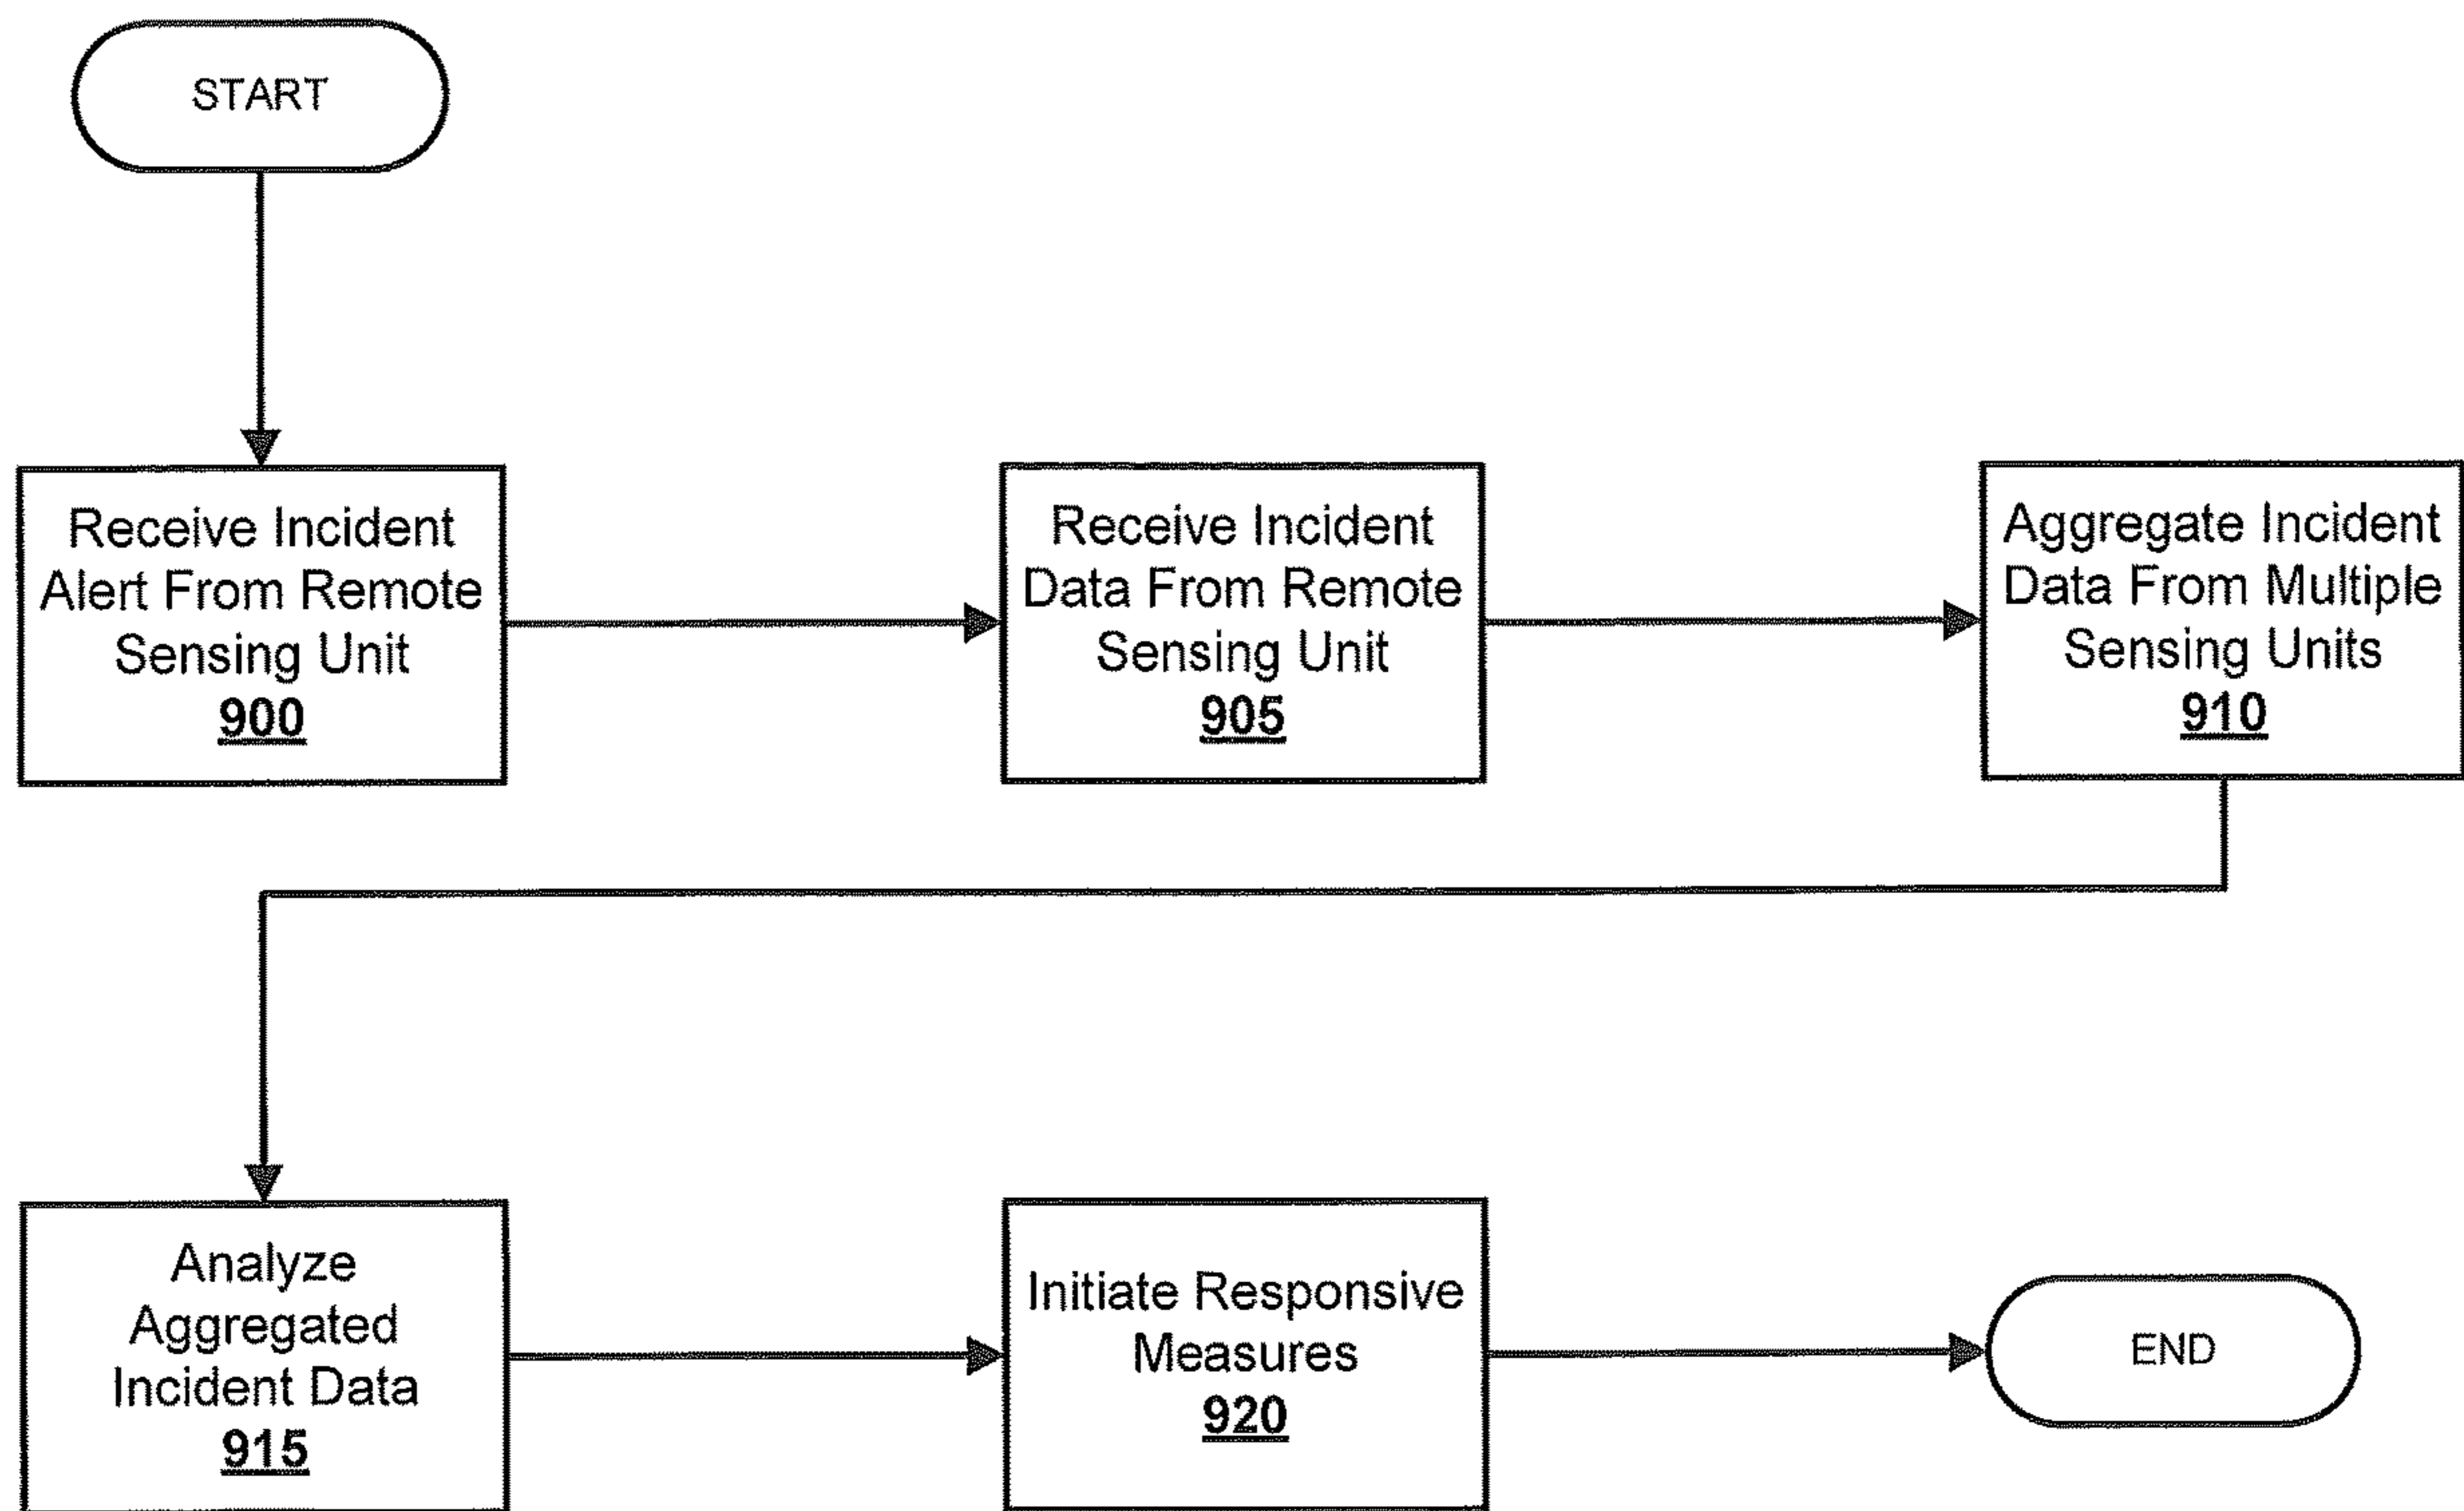 START
Receive Incident
Alert From Remote
Sensing Unit
900
Receive Incident
Data From Remote
Sensing Unit
905
Aggregate Incident
Data From Multiple
Sensing Units
910
Analyze
Aggregated
Incident Data
915
Initiate Responsive
Measures
920
END